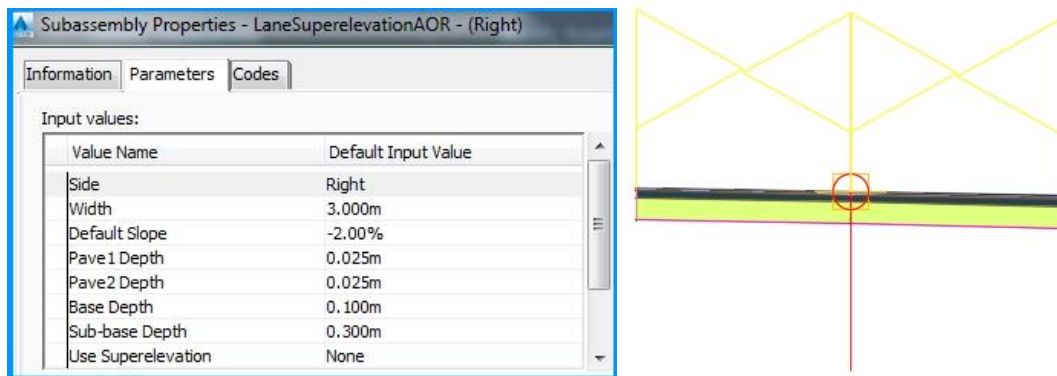 Subassembly Properties - LaneSuperelevationAOR - (Right)
Information Parameters Codes
Input values:
Value Name Default Input Value
Side Right
Width 3.000m
Default Slope -2.00%
Pave1 Depth 0.025m
Pave2 Depth 0.025m
Base Depth 0.100m
Sub-base Depth 0.300m
Use Superelevation None